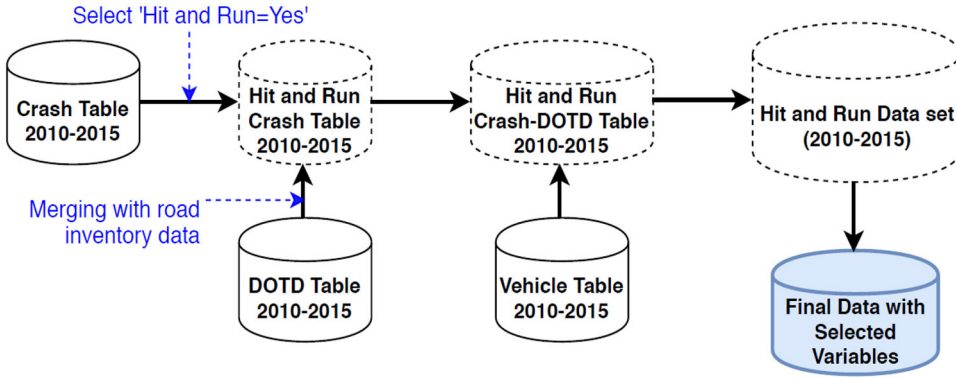 Select 'Hit and Run=Yes'
Crash Table
2010-2015
Hit and Run
Crash Table
2010-2015
Hit and Run
Crash-DOTD Table
2010-2015
Hit and Run Data set
(2010-2015)
Merging with road
inventory data
DOTD Table
2010-2015
Vehicle Table
2010-2015
Final Data with
Selected
Variables